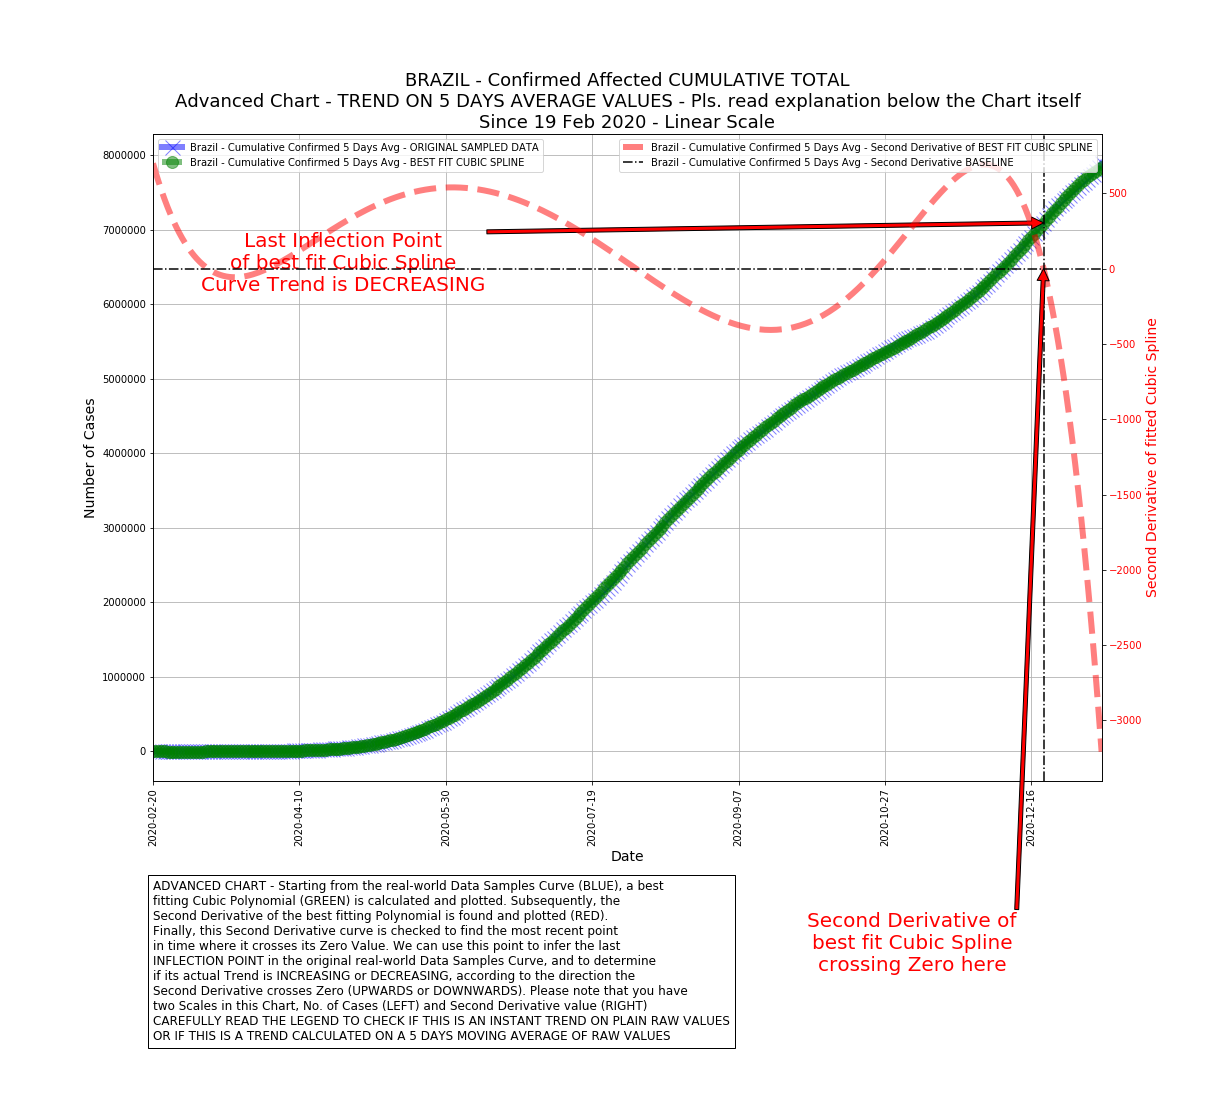 BRAZIL - Confirmed Affected CUMULATIVE TOTAL
Advanced Chart - TREND ON 5 DAYS AVERAGE VALUES - Pls. read explanation below the Chart itself
Since 19 Feb 2020 - Linear Scale
Brazil - Cumulative Confirmed 5 Days Avg - ORIGINAL SAMPLED DATA
Brazil - Cumulative Confirmed 5 Days Avg - BEST FIT CUBIC SPLINE
Brazil - Cumulative Confirmed 5 Days Avg - Second Derivative of BEST FIT CUBIC SPLINE
Brazil - Cumulative Confirmed 5 Days Avg - Second Derivative BASELINE
Number of Cases
8000000
7000000
6000000
5000000
4000000
3000000
2000000
1000000
0
Last Inflection Point
of best fit Cubic Spline
Curve Trend is DECREASING
500
0
−500
−1000
−1500
−2000
−2500
−3000
Second Derivative of fitted Cubic Spline
2020-02-20
2020-04-10
2020-05-30
2020-07-19
2020-09-07
2020-10-27
2020-12-16
Date
ADVANCED CHART - Starting from the real-world Data Samples Curve (BLUE), a best
fitting Cubic Polynomial (GREEN) is calculated and plotted. Subsequently, the
Second Derivative of the best fitting Polynomial is found and plotted (RED).
Finally, this Second Derivative curve is checked to find the most recent point
in time where it crosses its Zero Value. We can use this point to infer the last
INFLECTION POINT in the original real-world Data Samples Curve, and to determine
if its actual Trend is INCREASING or DECREASING, according to the direction the
Second Derivative crosses Zero (UPWARDS or DOWNWARDS). Please note that you have
two Scales in this Chart, No. of Cases (LEFT) and Second Derivative value (RIGHT)
CAREFULLY READ THE LEGEND TO CHECK IF THIS IS AN INSTANT TREND ON PLAIN RAW VALUES
OR IF THIS IS A TREND CALCULATED ON A 5 DAYS MOVING AVERAGE OF RAW VALUES
Second Derivative of
best fit Cubic Spline
crossing Zero here